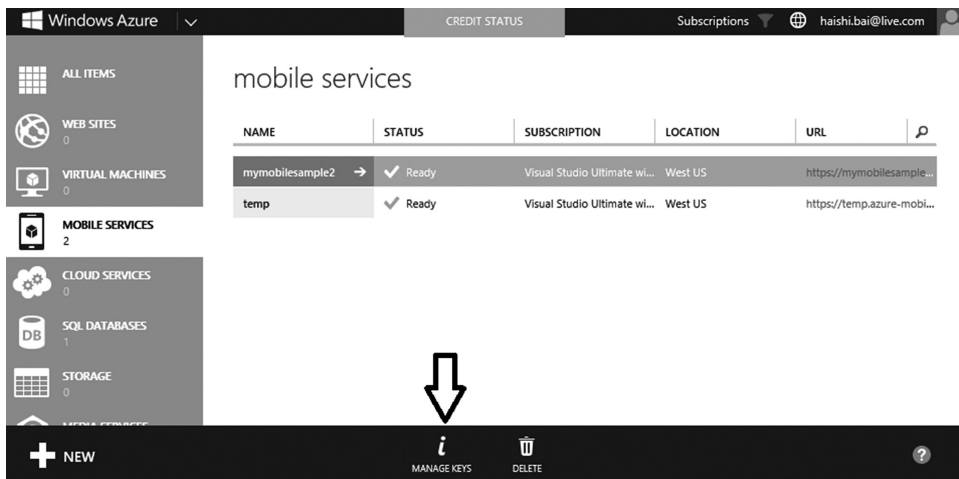 Windows Azure
CREDIT STATUS
Subscriptions
haishi.bai@live.com
ALL ITEMS
WEB SITES
0
VIRTUAL MACHINES
0
MOBILE SERVICES
2
CLOUD SERVICES
0
DB
SQL DATABASES
1
STORAGE
0
MEDIA SERVICES
mobile services
NAME STATUS SUBSCRIPTION LOCATION URL
mymobilesample2 Ready Visual Studio Ultimate wi... West US https://mymobilesample...
temp Ready Visual Studio Ultimate wi... West US https://temp.azure-mobi...
NEW
i
MANAGE KEYS
DELETE
?